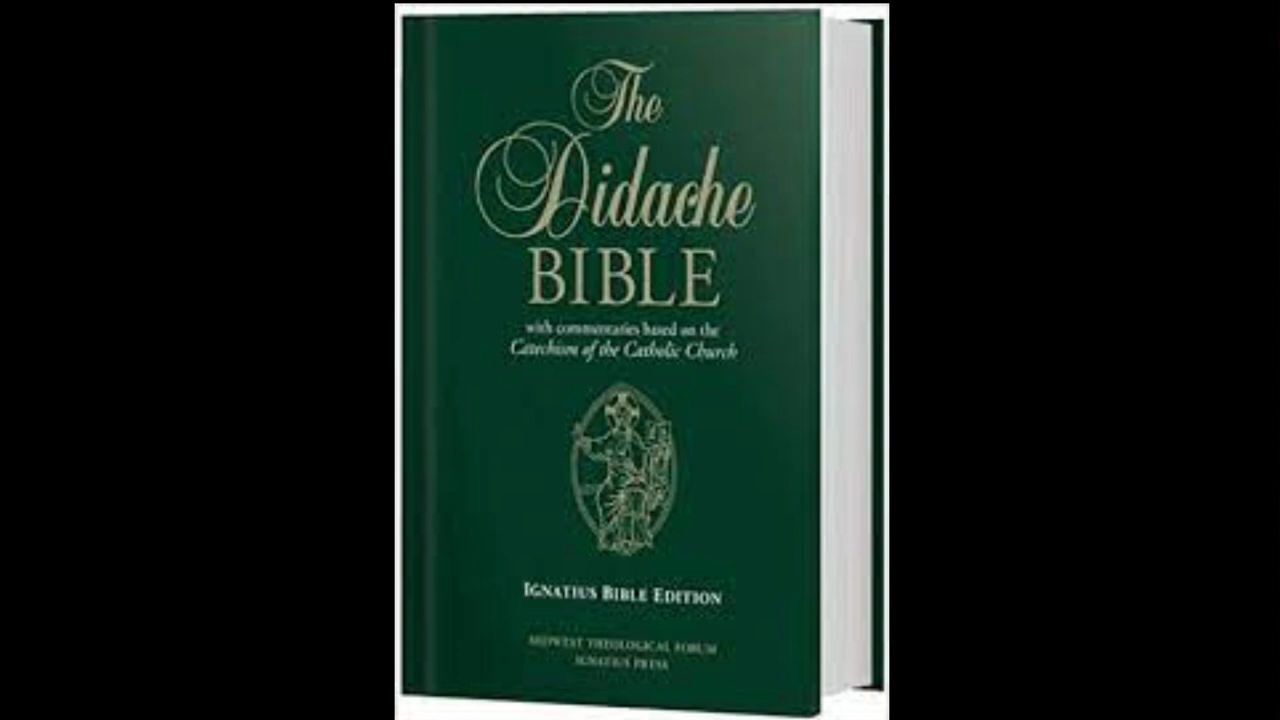 The
Didache
BIBLE
with commentaries based on the
Catechism of the Catholic Church
IGNATIUS BIBLE EDITION
MIDWEST THEOLOGICAL FORUM
IGNATIUS PRESS